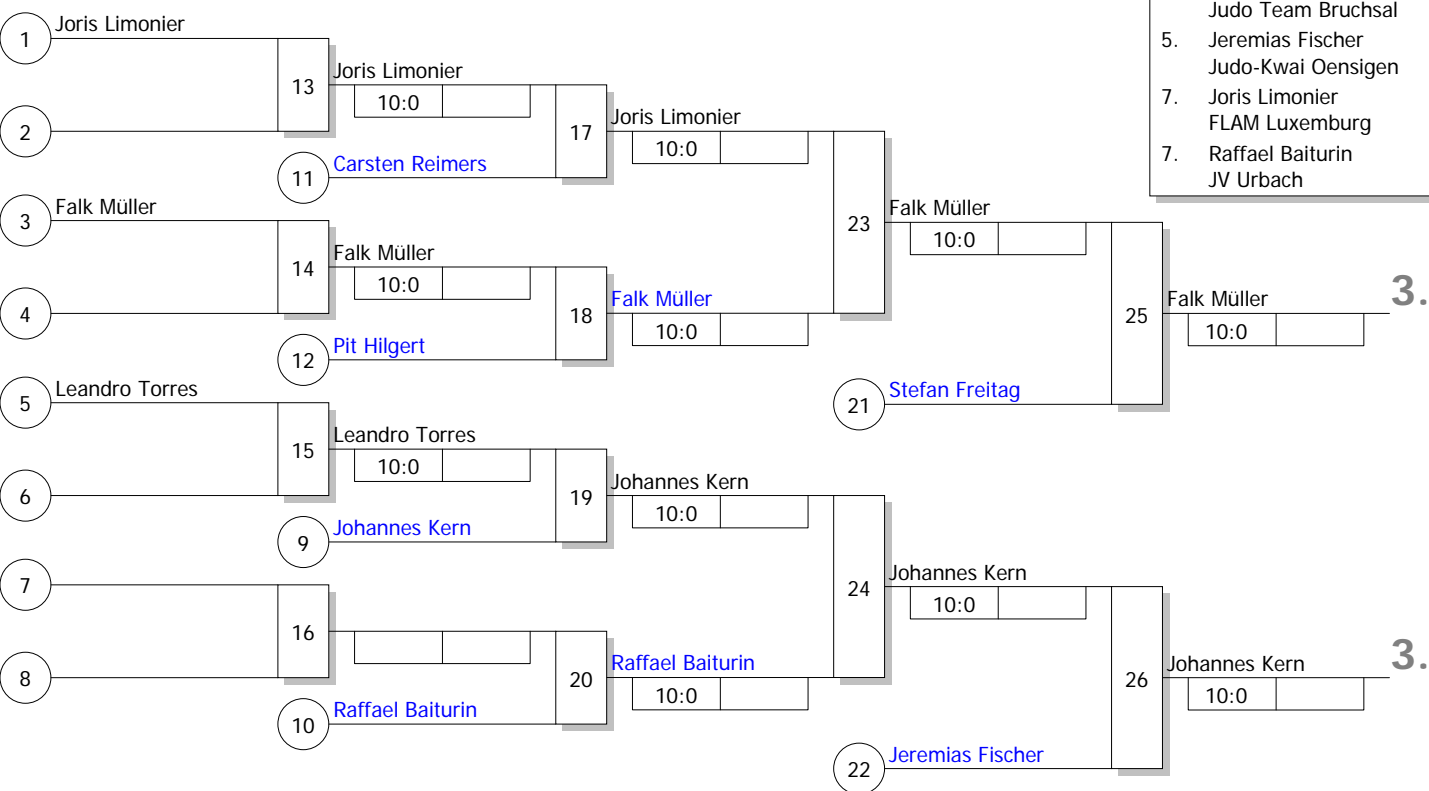 Judo Team Bruchsal
5. Jeremias Fischer
Judo-Kwai Oensigen
7. Joris Limonier
FLAM Luxemburg
7. Raffael Baiturin
JV Urbach
1 Joris Limonier
2
13 Joris Limonier
10:0
11 Carsten Reimers
17 Joris Limonier
10:0
3 Falk Müller
4
14 Falk Müller
10:0
12 Pit Hilgert
18 Falk Müller
10:0
23 Falk Müller
10:0
21 Stefan Freitag
25 Falk Müller
10:0
3.
5 Leandro Torres
6
15 Leandro Torres
10:0
9 Johannes Kern
19 Johannes Kern
10:0
7
8
16
10 Raffael Baiturin
20 Raffael Baiturin
10:0
24 Johannes Kern
10:0
22 Jeremias Fischer
26 Johannes Kern
10:0
3.